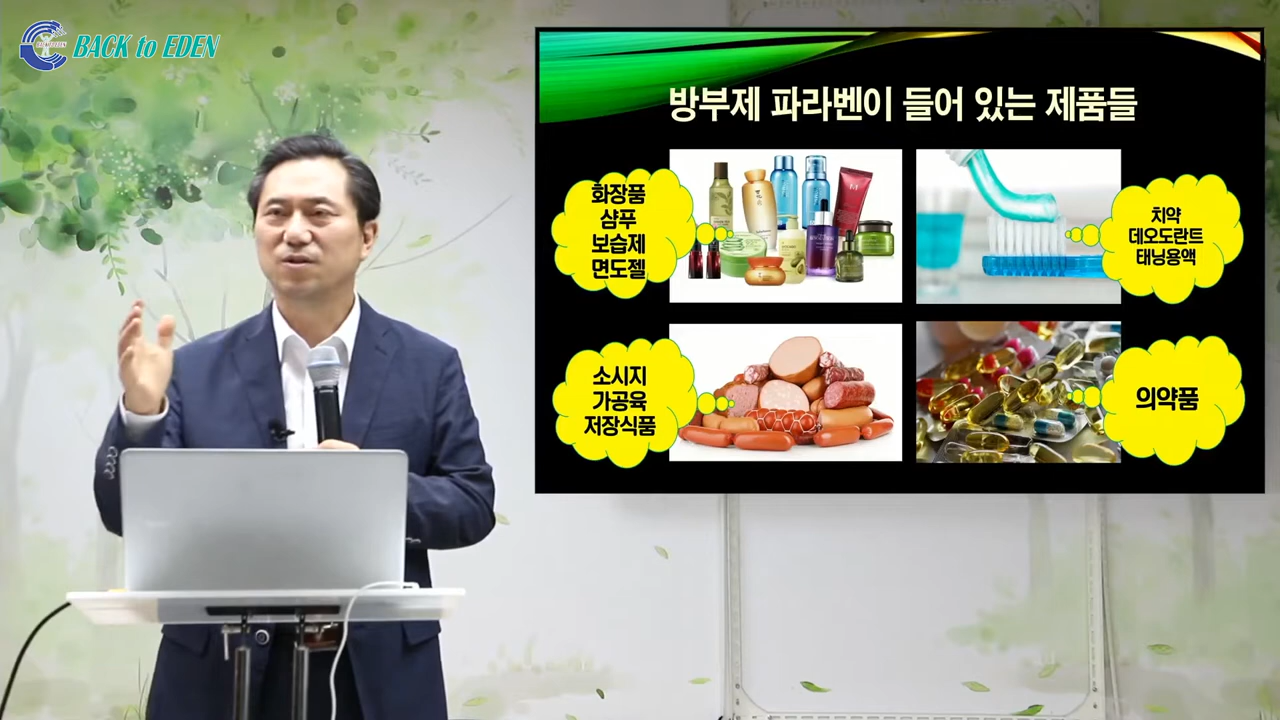 BACK to EDEN
방부제 파라벤이 들어 있는 제품들
화장품
샴푸
보습제
면도젤
치약
데오도란트
태닝용액
소시지
가공육
저장식품
의약품